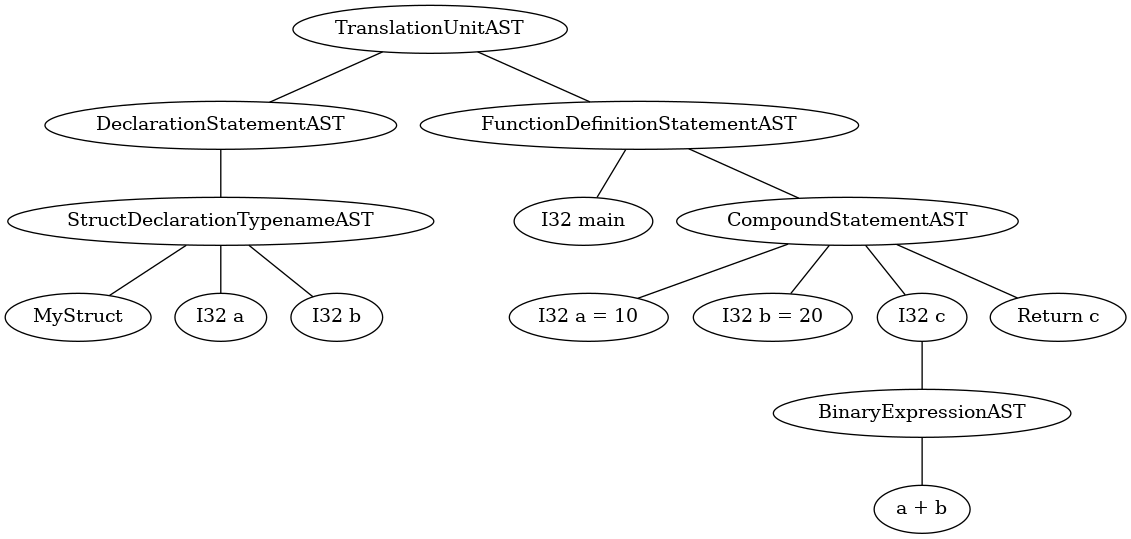 TranslationUnitAST
DeclarationStatementAST
FunctionDefinitionStatementAST
StructDeclarationTypenameAST
I32 main
CompoundStatementAST
MyStruct
I32 a
I32 b
I32 a = 10
I32 b = 20
I32 c
Return c
BinaryExpressionAST
a + b